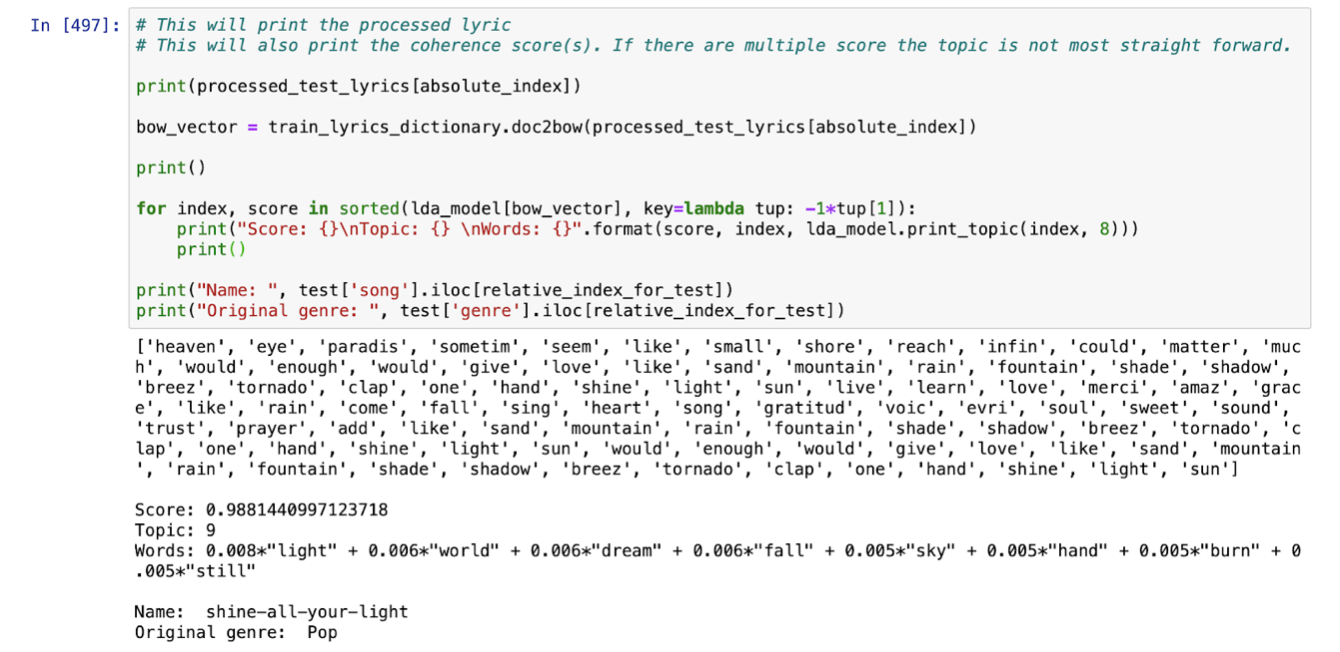 In [497]: # This will print the processed lyric
# This will also print the coherence score(s). If there are multiple score the topic is not most straight forward.
print(processed_test_lyrics[absolute_index])
bow_vector = train_lyrics_dictionary.doc2bow(processed_test_lyrics[absolute_index])
print()
for index, score in sorted(lda_model[bow_vector], key=lambda tup: -1*tup[1]):
    print("Score: {}\nTopic: {} \nWords: {}".format(score, index, lda_model.print_topic(index, 8)))
    print()
print("Name: ", test['song'].iloc[relative_index_for_test])
print("Original genre: ", test['genre'].iloc[relative_index_for_test])
['heaven', 'eye', 'paradis', 'sometim', 'seem', 'like', 'small', 'shore', 'reach', 'infin', 'could', 'matter', 'muc
h', 'would', 'enough', 'would', 'give', 'love', 'like', 'sand', 'mountain', 'rain', 'fountain', 'shade', 'shadow',
'breez', 'tornado', 'clap', 'one', 'hand', 'shine', 'light', 'sun', 'live', 'learn', 'love', 'merci', 'amaz', 'grac
e', 'like', 'rain', 'come', 'fall', 'sing', 'heart', 'song', 'gratitud', 'voic', 'evri', 'soul', 'sweet', 'sound',
'trust', 'prayer', 'add', 'like', 'sand', 'mountain', 'rain', 'fountain', 'shade', 'shadow', 'breez', 'tornado', 'c
lap', 'one', 'hand', 'shine', 'light', 'sun', 'would', 'enough', 'would', 'give', 'love', 'like', 'sand', 'mountain
', 'rain', 'fountain', 'shade', 'shadow', 'breez', 'tornado', 'clap', 'one', 'hand', 'shine', 'light', 'sun']
Score: 0.9881440997123718
Topic: 9
Words: 0.008*"light" + 0.006*"world" + 0.006*"dream" + 0.006*"fall" + 0.005*"sky" + 0.005*"hand" + 0.005*"burn" + 0
.005*"still"
Name:  shine-all-your-light
Original genre:  Pop